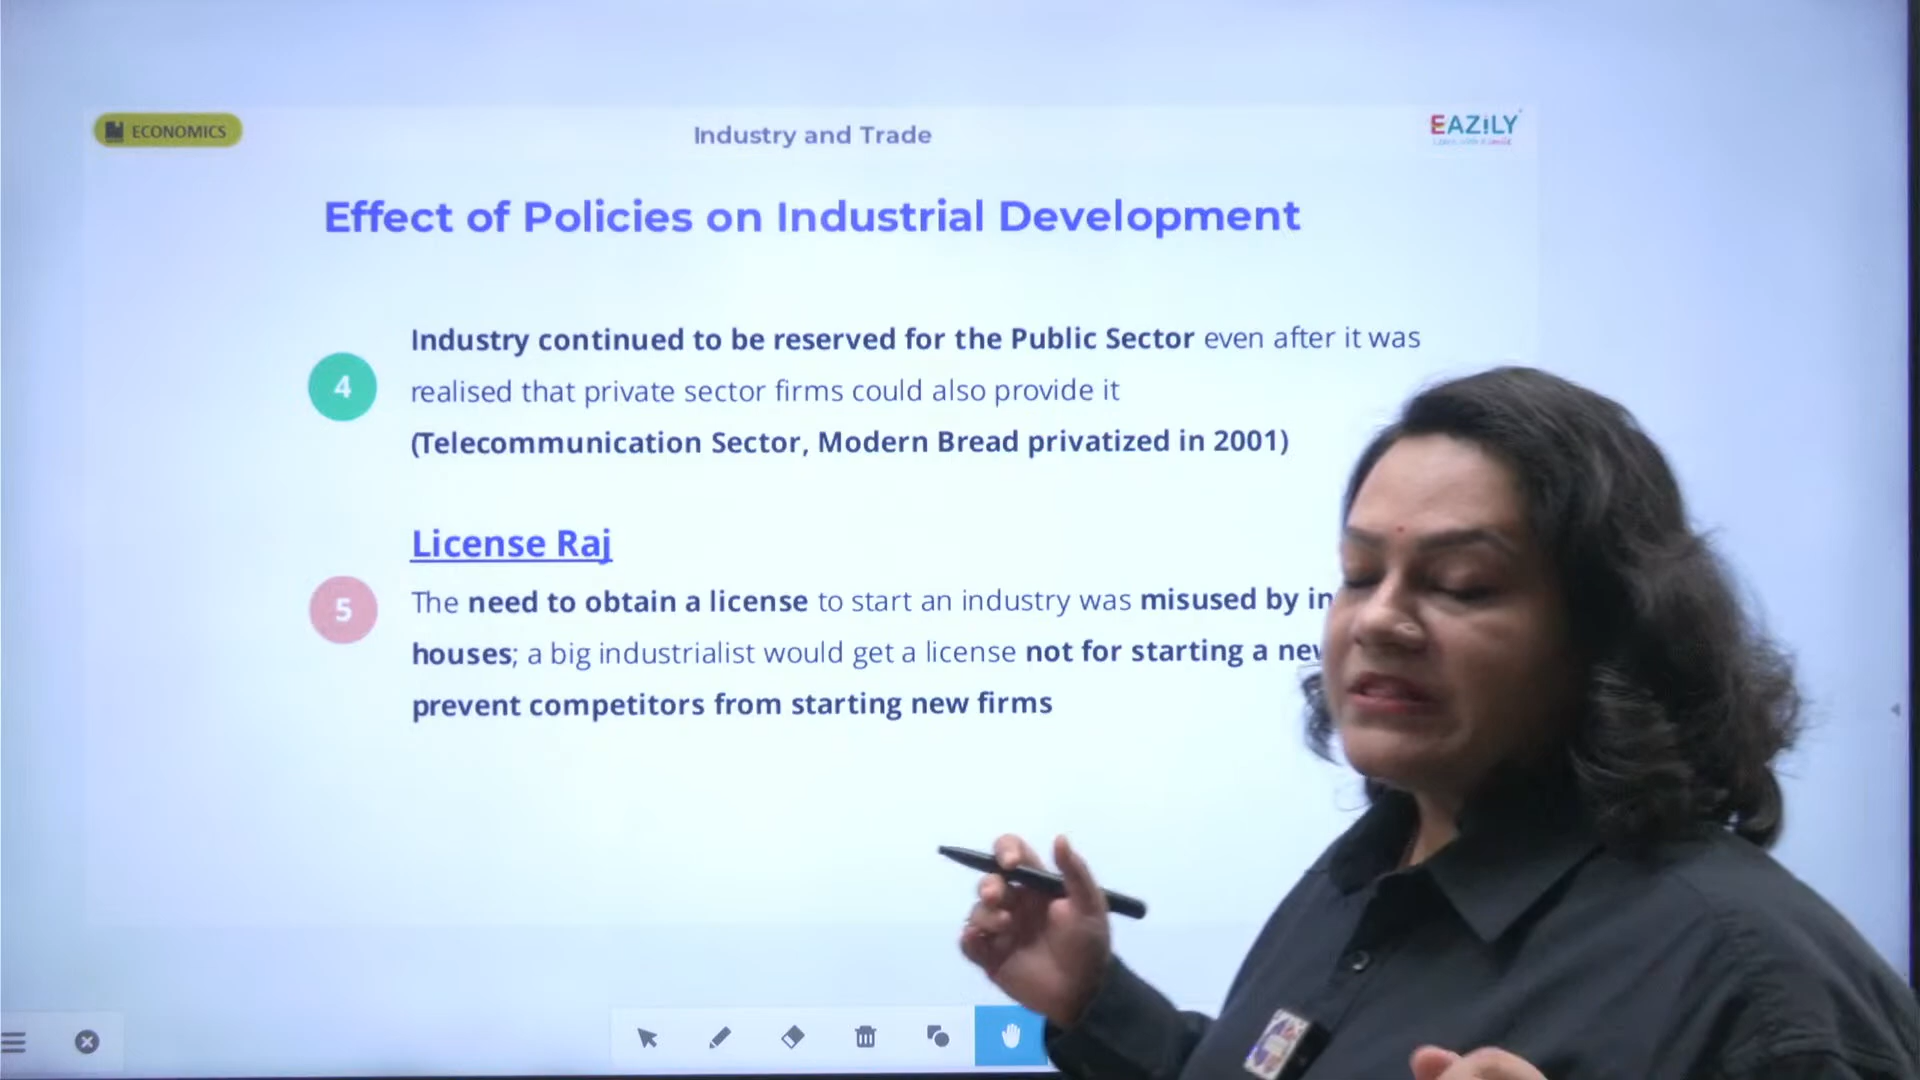 ECONOMICS
Industry and Trade
EAZiLY
Effect of Policies on Industrial Development
4
Industry continued to be reserved for the Public Sector even after it was
realised that private sector firms could also provide it
(Telecommunication Sector, Modern Bread privatized in 2001)
License Raj
5
The need to obtain a license to start an industry was misused by
houses; a big industrialist would get a license not for starting a
prevent competitors from starting new firms